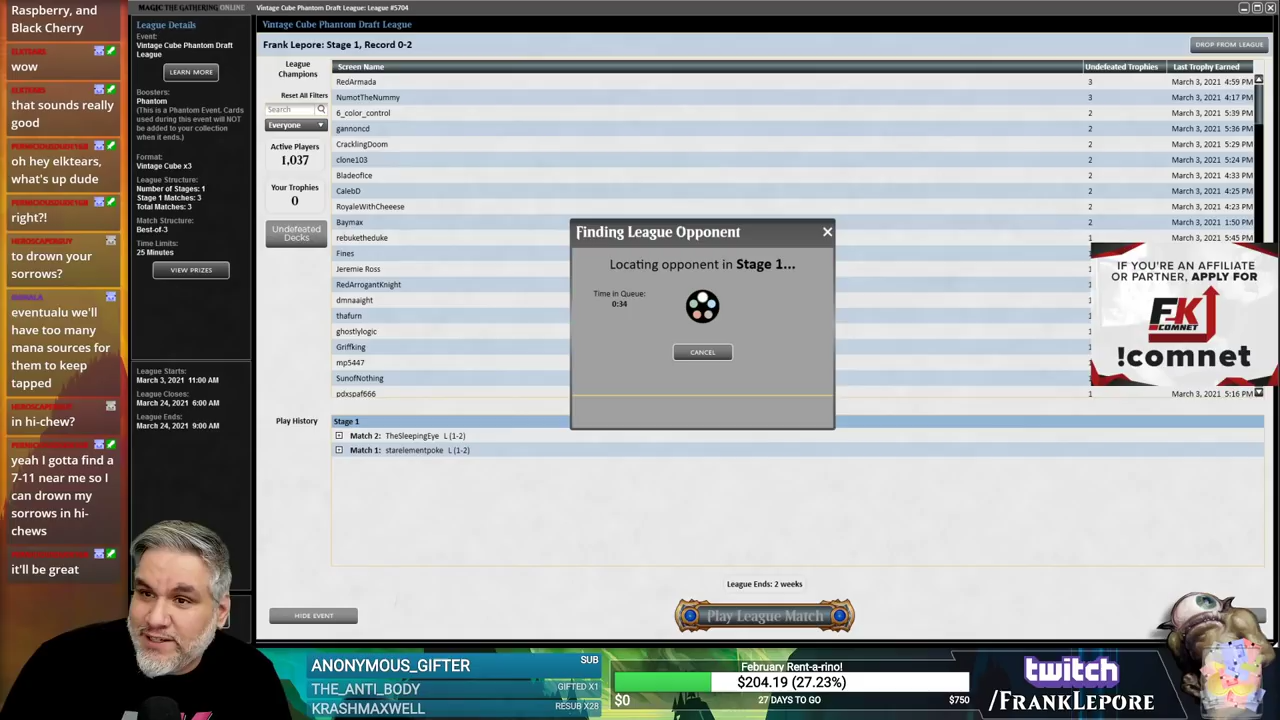 Raspberry, and
Black Cherry
wow
that sounds really
good
oh hey elktears,
what's up dude
right?!
HEROSCAPERGUY
to drown your
sorrows?
eventualu we'll
have too many
mana sources for
them to keep
tapped
HEROSCAPERGUY
in hi-chew?
yeah I gotta find a
7-11 near me so I
can drown my
sorrows in hi-
chews
it'll be great
MAGIC THE GATHERING ONLINE
League Details
Event:
Vintage Cube Phantom Draft
League
LEARN MORE
Boosters:
Phantom
(This is a Phantom Event. Cards
used during this event will NOT
be added to your collection
when it ends.)
Format:
Vintage Cube x3
League Structure:
Number of Stages: 1
Stage 1 Matches: 3
Total Matches: 3
Match Structure:
Best-of-3
Time Limits:
25 Minutes
VIEW PRIZES
League Starts:
March 3, 2021 11:00 AM
League Closes:
March 24, 2021 6:00 AM
League Ends:
March 24, 2021 9:00 AM
Vintage Cube Phantom Draft League: League #5704
Vintage Cube Phantom Draft League
Frank Lepore: Stage 1, Record 0-2
DROP FROM LEAGUE
League
Champions
Reset All Filters
Search
Everyone
Active Players
1,037
Your Trophies
0
Undefeated
Decks
Screen Name Undefeated Trophies Last Trophy Earned
RedArmada 3 March 3, 2021 4:59 PM
NumotTheNummy 3 March 3, 2021 4:17 PM
6_color_control 2 March 3, 2021 5:39 PM
gannoncd 2 March 3, 2021 5:36 PM
CracklingDoom 2 March 3, 2021 5:29 PM
clone103 2 March 3, 2021 5:24 PM
BladeofIce 2 March 3, 2021 4:33 PM
CalebD 2 March 3, 2021 4:25 PM
RoyaleWithCheeese 2 March 3, 2021 4:23 PM
Baymax 2 March 3, 2021 1:50 PM
rebuketheduke 1 March 3, 2021 5:45 PM
Fines
Jeremie Ross
RedArrogantKnight
dmnaaight
thafurn
ghostlylogic
Griffking
mp5447
SunofNothing
pdxspaf666 1 March 3, 2021 5:16 PM
Finding League Opponent
Locating opponent in Stage 1...
Time in Queue:
0:34
CANCEL
IF YOU'RE AN AFFILIATE
OR PARTNER, APPLY FOR
FK
COMNET
!comnet
Play History
Stage 1
Match 2: TheSleepingEye L (1-2)
Match 1: starelementpoke L (1-2)
League Ends: 2 weeks
HIDE EVENT
Play League Match
ANONYMOUS_GIFTER SUB
THE_ANTI_BODY GIFTED X1
KRASHMAXWELL RESUB X28
February Rent-a-rino!
$204.19 (27.23%)
$0 27 DAYS TO GO $750
twitch
/FRANKLEPORE